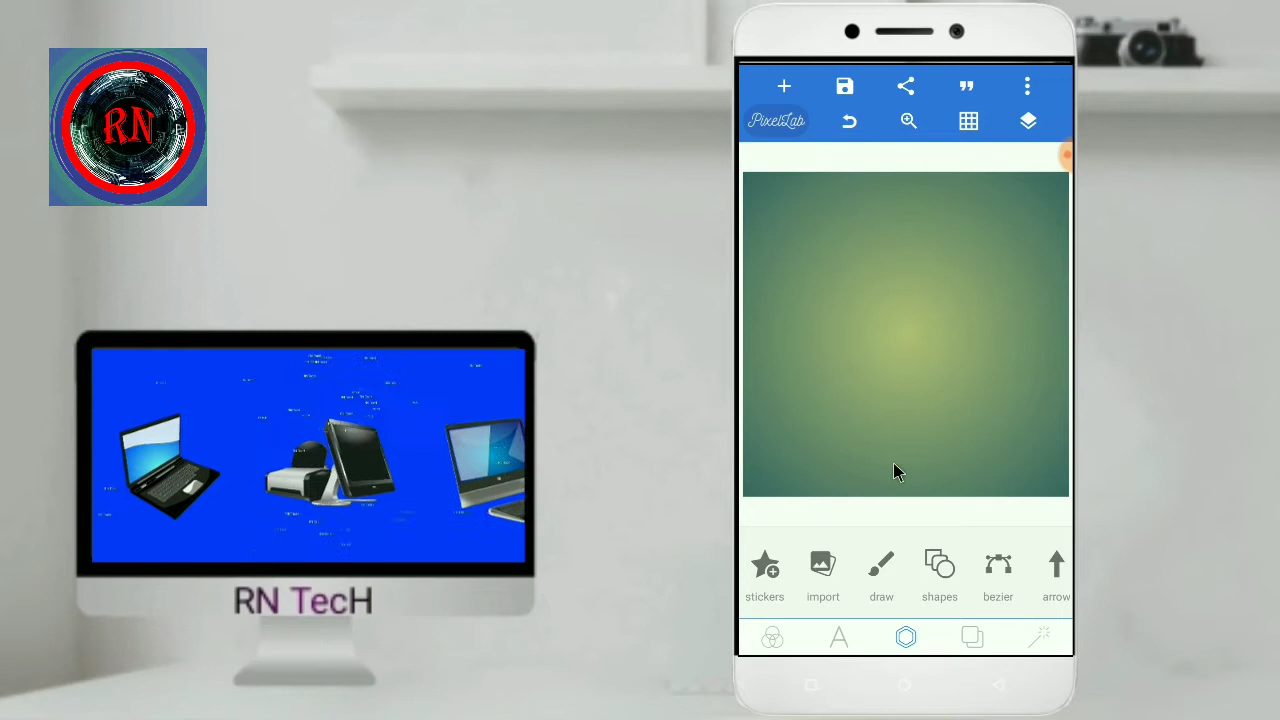 RN
PixelLab
stickers
import
draw
shapes
bezier
arrow
RN TecH